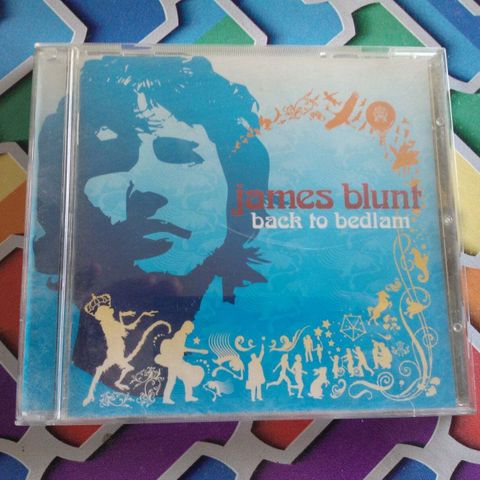 james blunt
back to bedlam